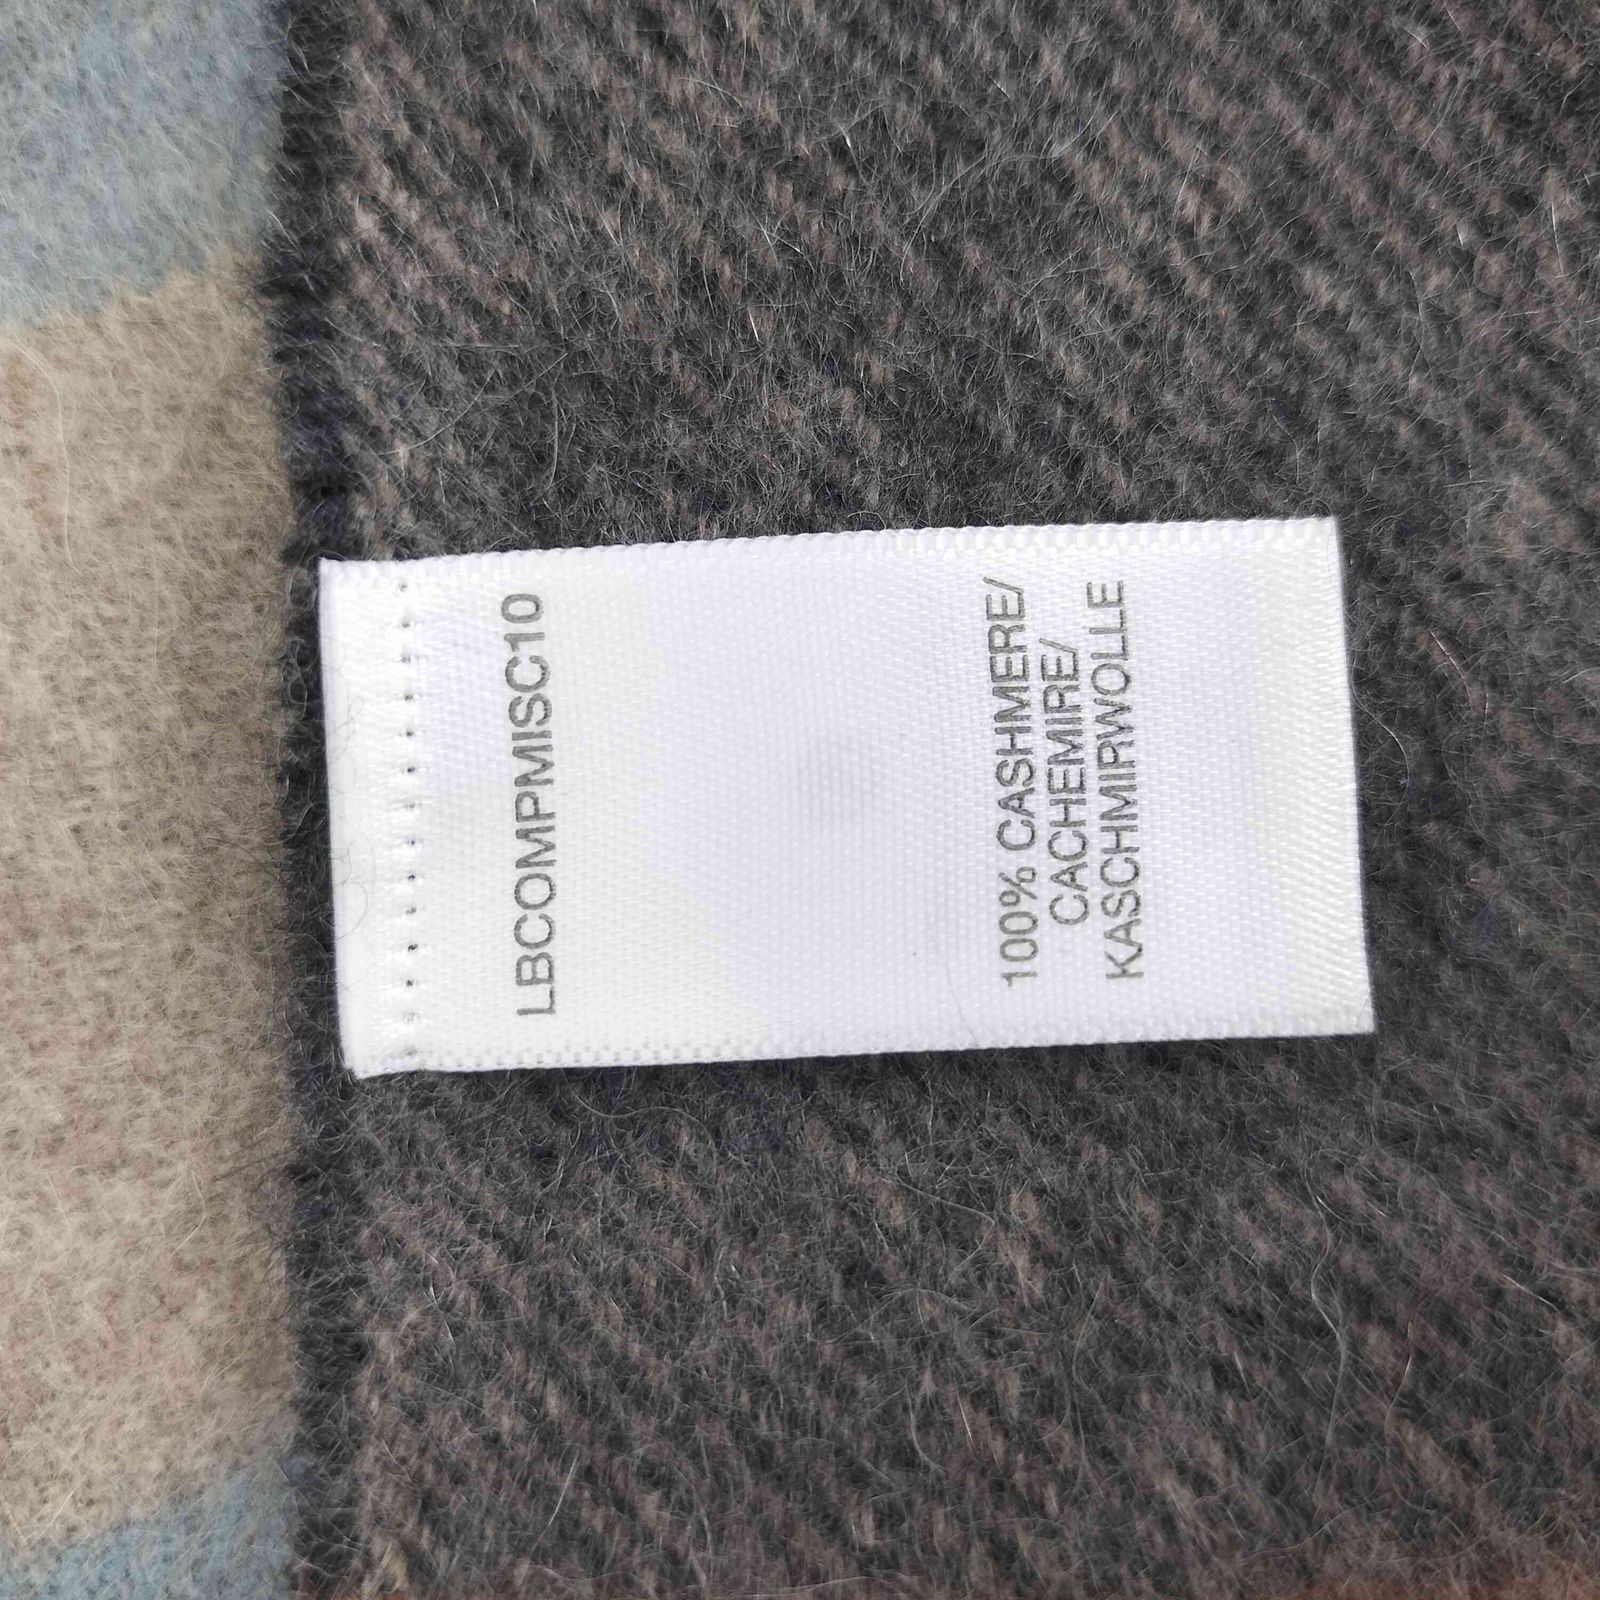 LBCOMPMISC10
100% CASHMERE/
CACHEMIRE/
KASCHMIRWOLLE